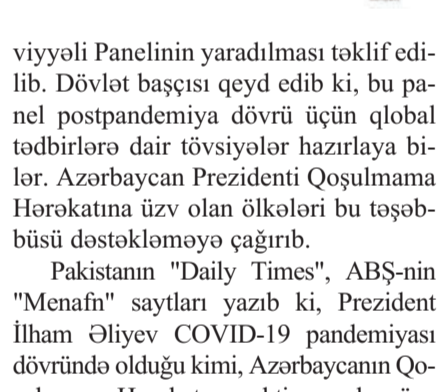 viyyəli Panelinin yaradılması təklif edi-
lib. Dövlət başçısı qeyd edib ki, bu pa-
nel postpandemiya dövrü üçün qlobal
tədbirlərə dair tövsiyələr hazırlaya bi-
lər. Azərbaycan Prezidenti Qoşulmama
Hərəkatına üzv olan ölkələri bu təşəb-
büsü dəstəkləməyə çağırıb.
Pakistanın "Daily Times", ABŞ-nin
"Menafn" saytları yazıb ki, Prezident
İlham Əliyev COVID-19 pandemiyası
dövründə olduğu kimi, Azərbaycanın Qo-